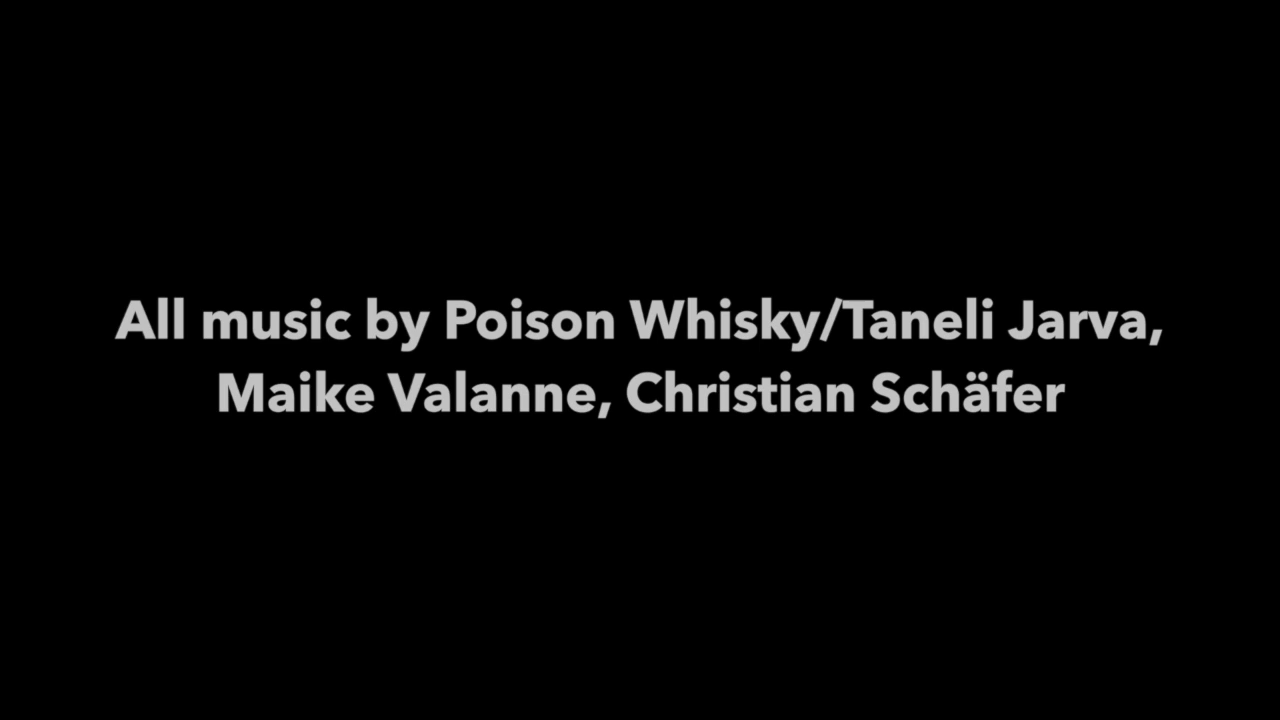 All music by Poison Whisky/Taneli Jarva,
Maike Valanne, Christian Schäfer